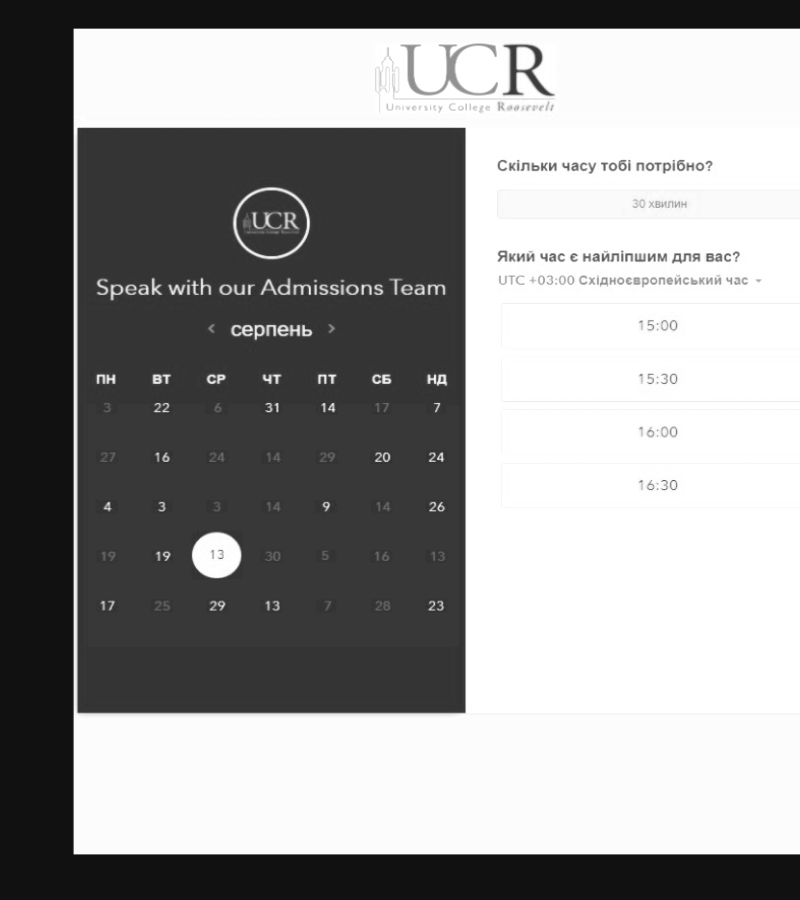 UCR
University College Roosevelt
UCR
Speak with our Admissions Team
‹ серпень ›
ПН ВТ СР ЧТ ПТ СБ НД
3 22 6 31 14 17 7
27 16 24 14 29 20 24
4 3 3 14 9 14 26
19 19 13 30 5 16 13
17 25 29 13 7 28 23
Скільки часу тобі потрібно?
30 хвилин
Який час є найліпшим для вас?
UTC +03:00 Східноєвропейський час
15:00
15:30
16:00
16:30